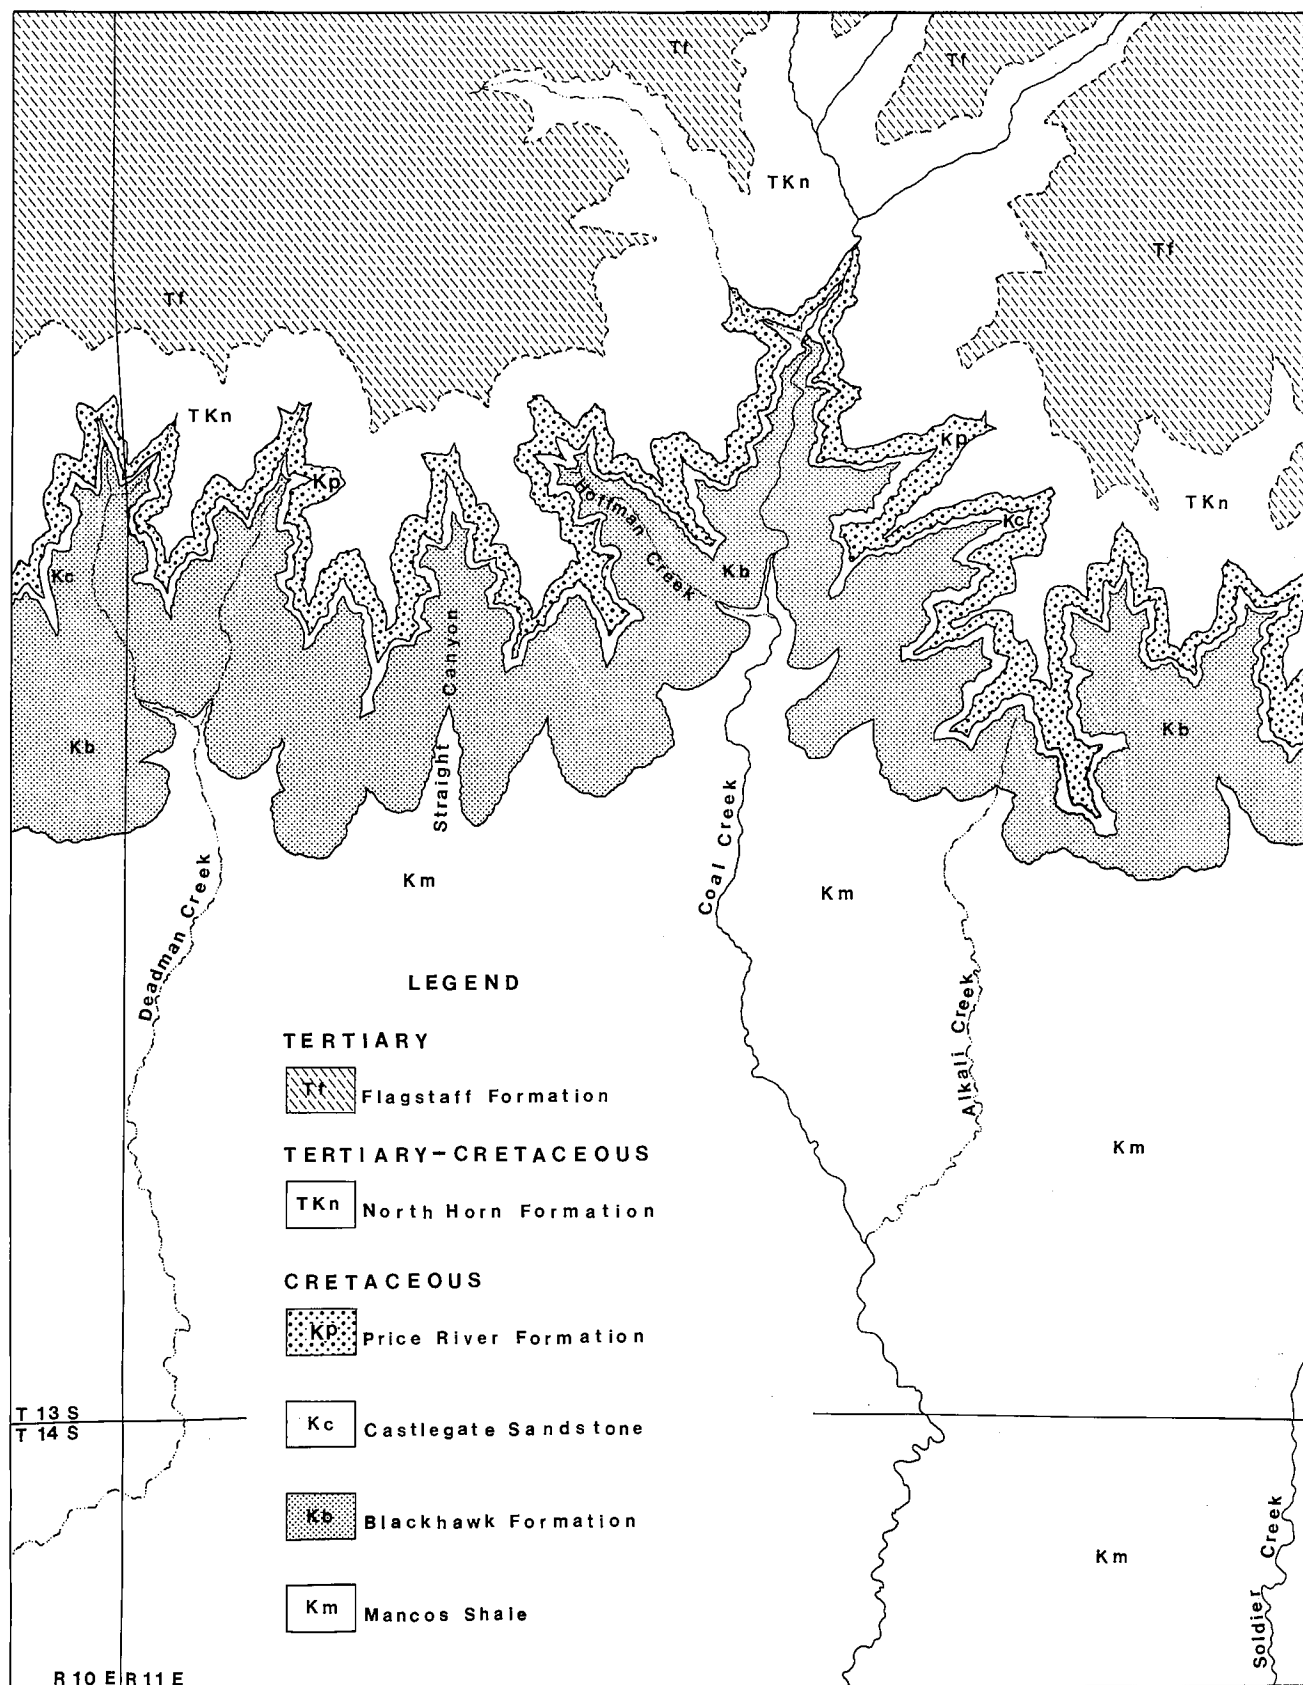 Tf
Tf
TKn
Tf
Tf
TKn
Kp
Kp
TKn
Kc
Hoffman Creek
Kb
Kc
Straight Canyon
Kb
Kb
Coal Creek
Deadman Creek
Km
Km
Alkali Creek
Km
LEGEND
TERTIARY
Tf Flagstaff Formation
TERTIARY-CRETACEOUS
TKn North Horn Formation
CRETACEOUS
Kp Price River Formation
Kc Castlegate Sandstone
Kb Blackhawk Formation
Km Mancos Shale
T 13 S
T 14 S
Km
Soldier Creek
R 10 E R 11 E